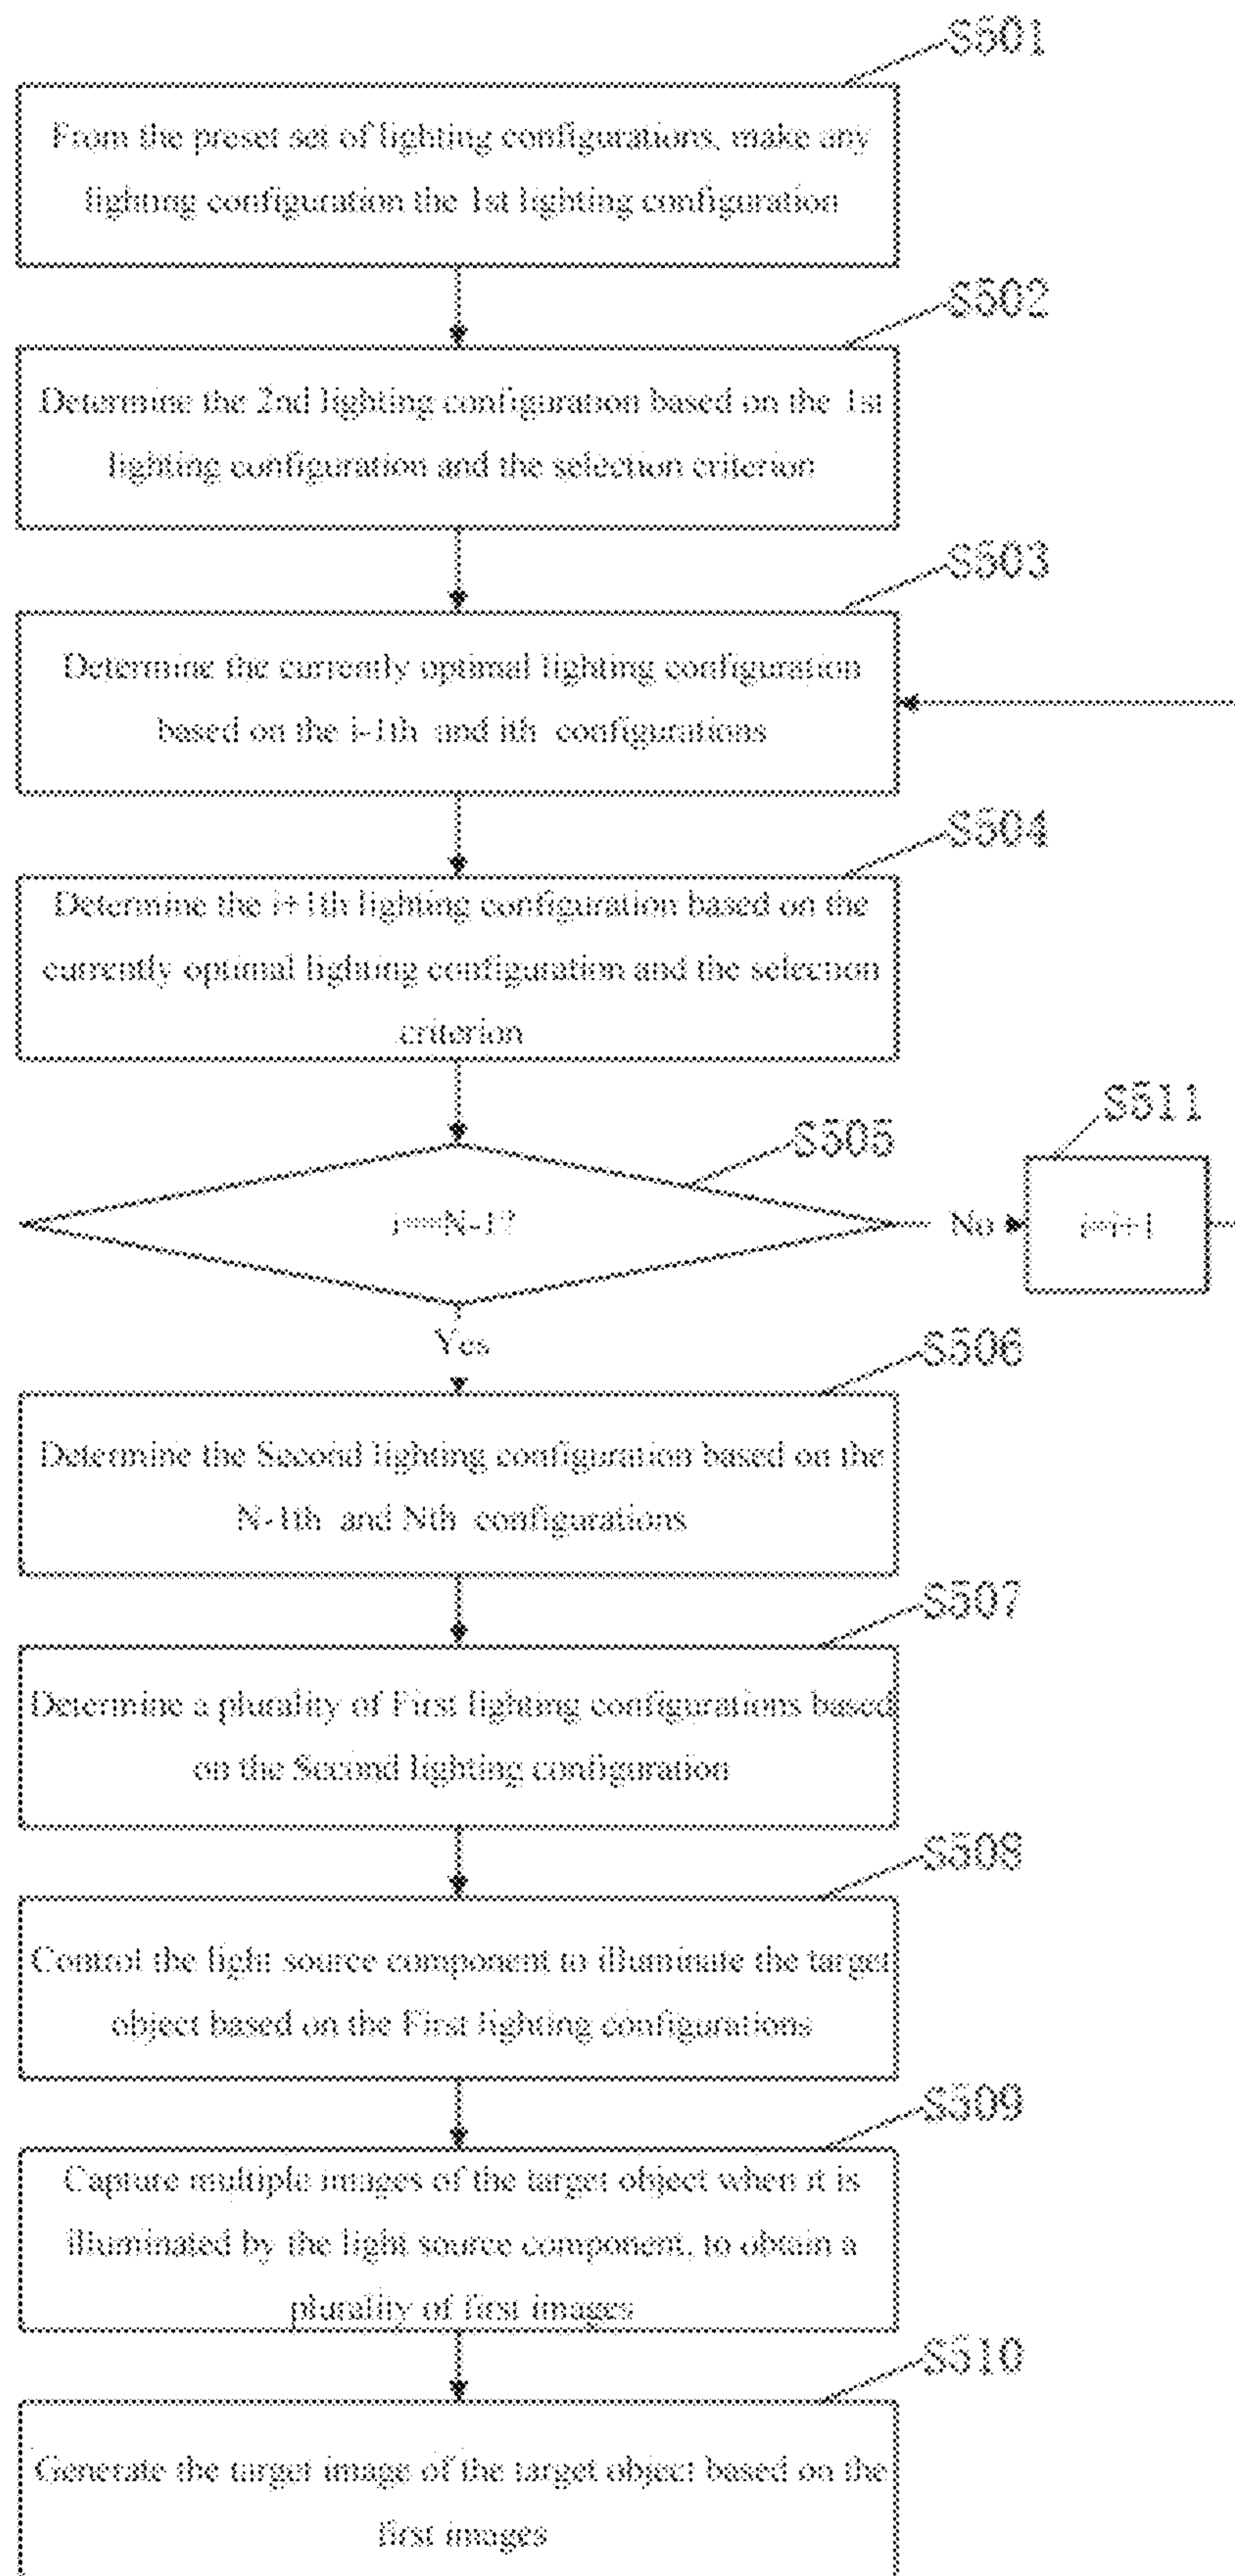 S501
From the preset set of lighting configurations, make any
lighting configuration the 1st lighting configuration
S502
Determine the 2nd lighting configuration based on the 1st
lighting configuration and the selection criterion
S503
Determine the currently optimal lighting configuration
based on the i-1th and ith configurations
S504
Determine the i+1th lighting configuration based on the
currently optimal lighting configuration and the selection
criterion
S505
i==N-1?
No
S511
i=i+1
Yes
S506
Determine the Second lighting configuration based on the
N-1th and Nth configurations
S507
Determine a plurality of First lighting configurations based
on the Second lighting configuration
S508
Control the light source component to illuminate the target
object based on the First lighting configurations
S509
Capture multiple images of the target object when it is
illuminated by the light source component, to obtain a
plurality of first images
S510
Generate the target image of the target object based on the
first images